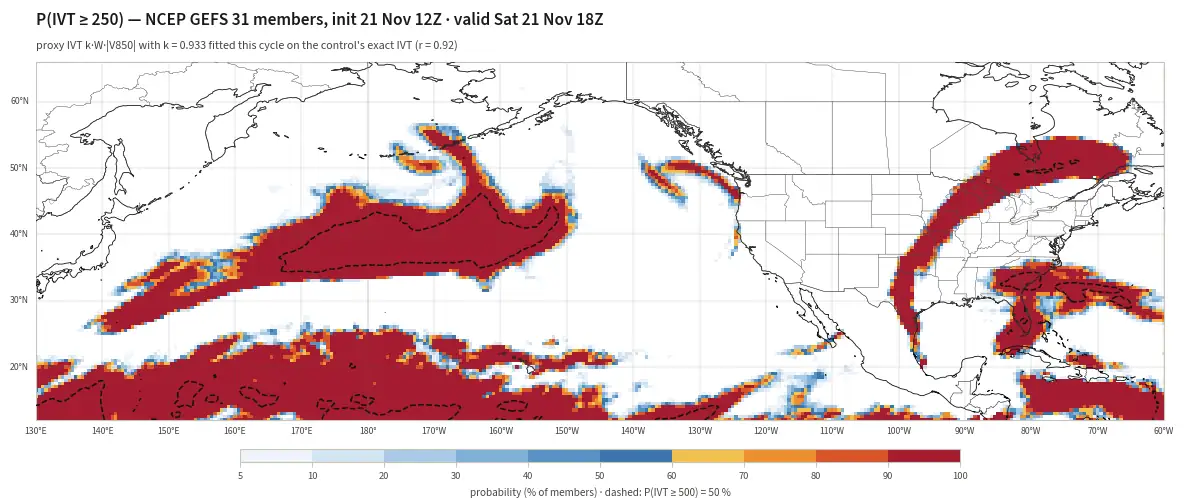 P(IVT ≥ 250) — NCEP GEFS 31 members, init 21 Nov 12Z · valid Sat 21 Nov 18Z
proxy IVT k·W·|V850| with k = 0.933 fitted this cycle on the control's exact IVT (r = 0.92)
60°N
50°N
40°N
30°N
20°N
130°E 140°E 150°E 160°E 170°E 180° 170°W 160°W 150°W 140°W 130°W 120°W 110°W 100°W 90°W 80°W 70°W 60°W
5 10 20 30 40 50 60 70 80 90 100
probability (% of members) · dashed: P(IVT ≥ 500) = 50 %